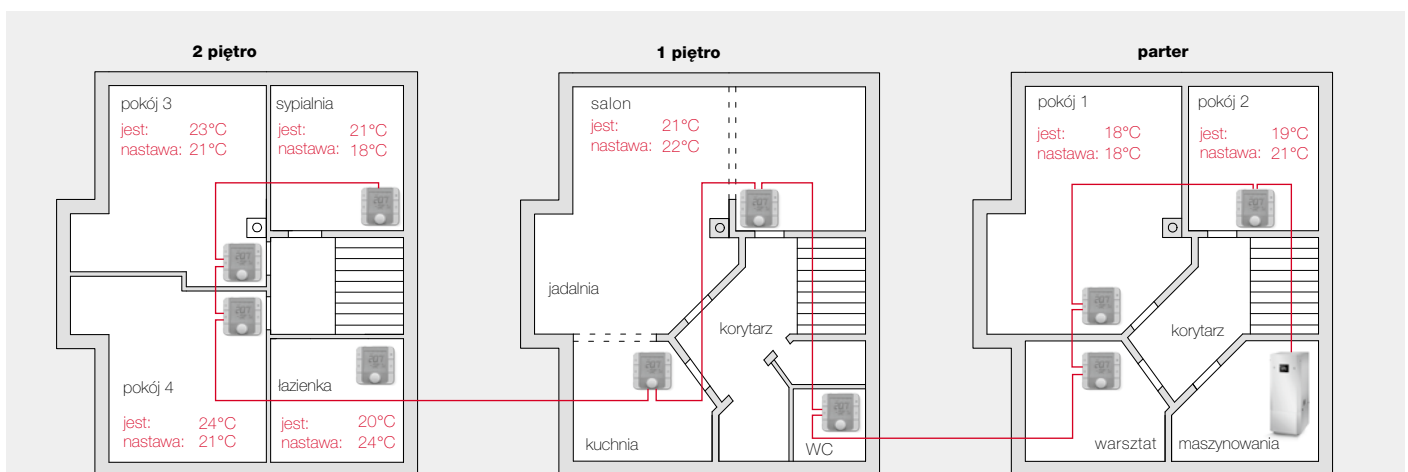 2 piętro
pokój 3
jest: 23°C
nastawa: 21°C
sypialnia
jest: 21°C
nastawa: 18°C
pokój 4
jest: 24°C
nastawa: 21°C
łazienka
jest: 20°C
nastawa: 24°C
1 piętro
salon
jest: 21°C
nastawa: 22°C
jadalnia
korytarz
kuchnia
WC
parter
pokój 1
jest: 18°C
nastawa: 18°C
pokój 2
jest: 19°C
nastawa: 21°C
korytarz
warsztat
maszynowania